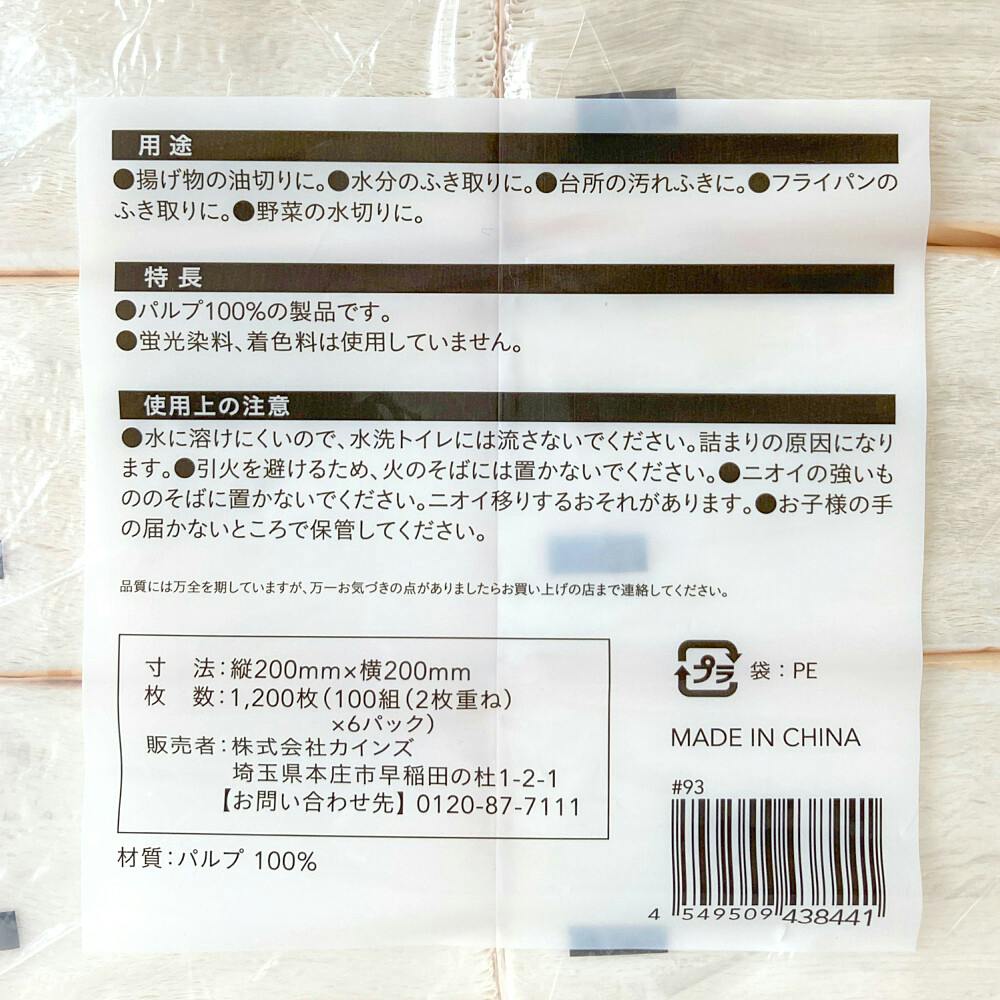 用途
●揚げ物の油切りに。●水分のふき取りに。●台所の汚れふきに。●フライパンの
ふき取りに。●野菜の水切りに。
特長
●パルプ100%の製品です。
●蛍光染料、着色料は使用していません。
使用上の注意
●水に溶けにくいので、水洗トイレには流さないでください。詰まりの原因になり
ます。●引火を避けるため、火のそばには置かないでください。●ニオイの強いも
ののそばに置かないでください。ニオイ移りするおそれがあります。●お子様の手
の届かないところで保管してください。
品質には万全を期していますが、万一お気づきの点がありましたらお買い上げの店まで連絡してください。
寸　法：縦200mm×横200mm
枚　数：1,200枚（100組（2枚重ね）
×6パック）
販売者：株式会社カインズ
埼玉県本庄市早稲田の杜1-2-1
【お問い合わせ先】0120-87-7111
材質：パルプ 100%
プラ 袋：PE
MADE IN CHINA
#93
4 549509 438441